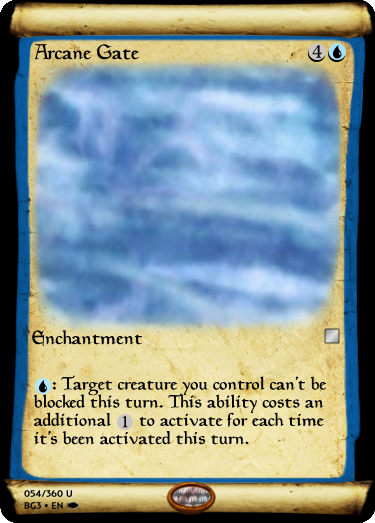 Arcane Gate 4
Enchantment
: Target creature you control can't be
blocked this turn. This ability costs an
additional 1 to activate for each time
it's been activated this turn.
054/360 U
BG3 • EN